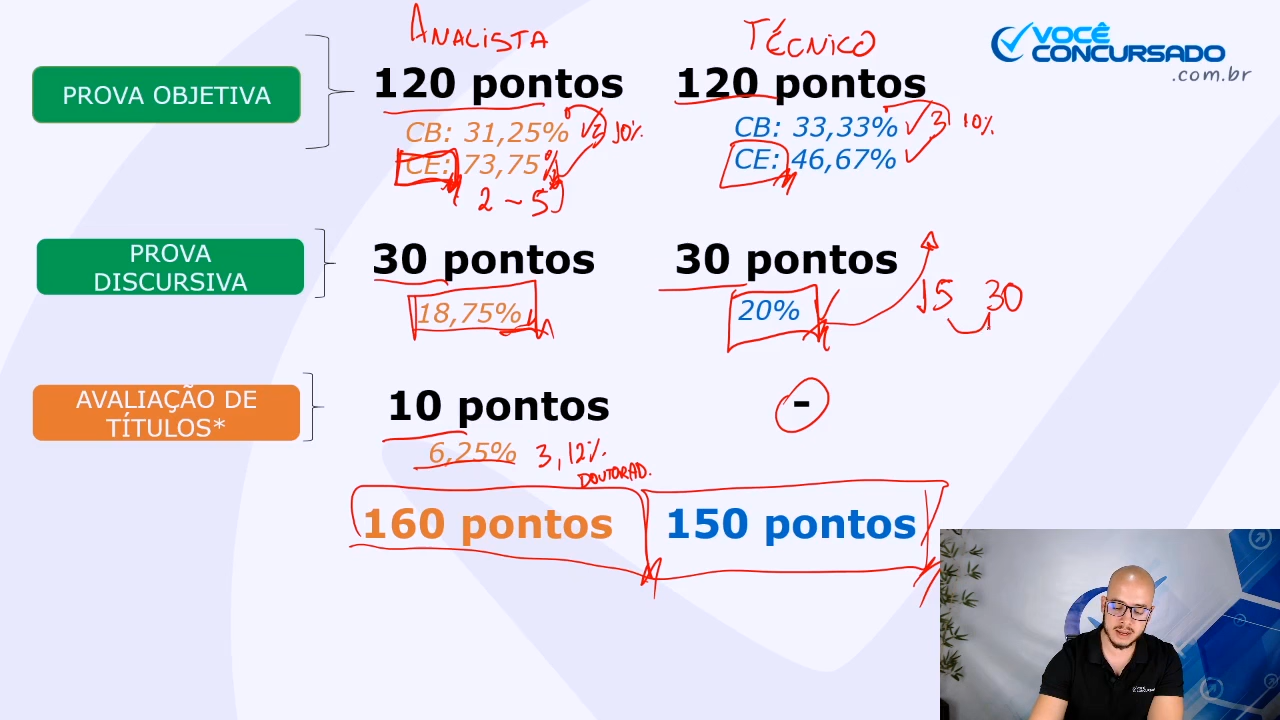 ANALISTA
TÉCNICO
VOCÊ
CONCURSADO
.com.br
PROVA OBJETIVA
120 pontos
120 pontos
CB: 31,25%
10%
CB: 33,33%
10%
CE: 73,75%
CE: 46,67%
2 ~ 5
PROVA
DISCURSIVA
30 pontos
30 pontos
18,75%
20%
15 30
AVALIAÇÃO DE
TÍTULOS*
10 pontos
-
6,25%
3,12%
DOUTORAD.
160 pontos
150 pontos